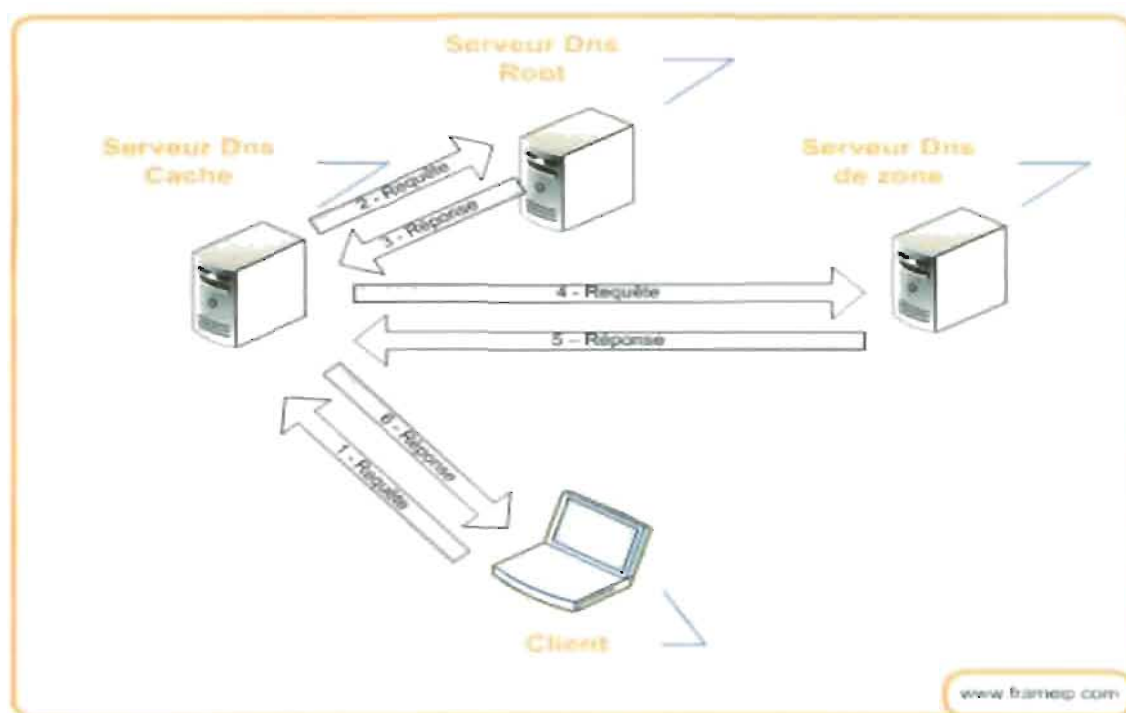 Serveur Dns
Root
Serveur Dns
Cache
Serveur Dns
de zone
2 - Requête
3 - Réponse
4 - Requête
5 - Réponse
6 - Réponse
1 - Requête
Client
www.frameip.com